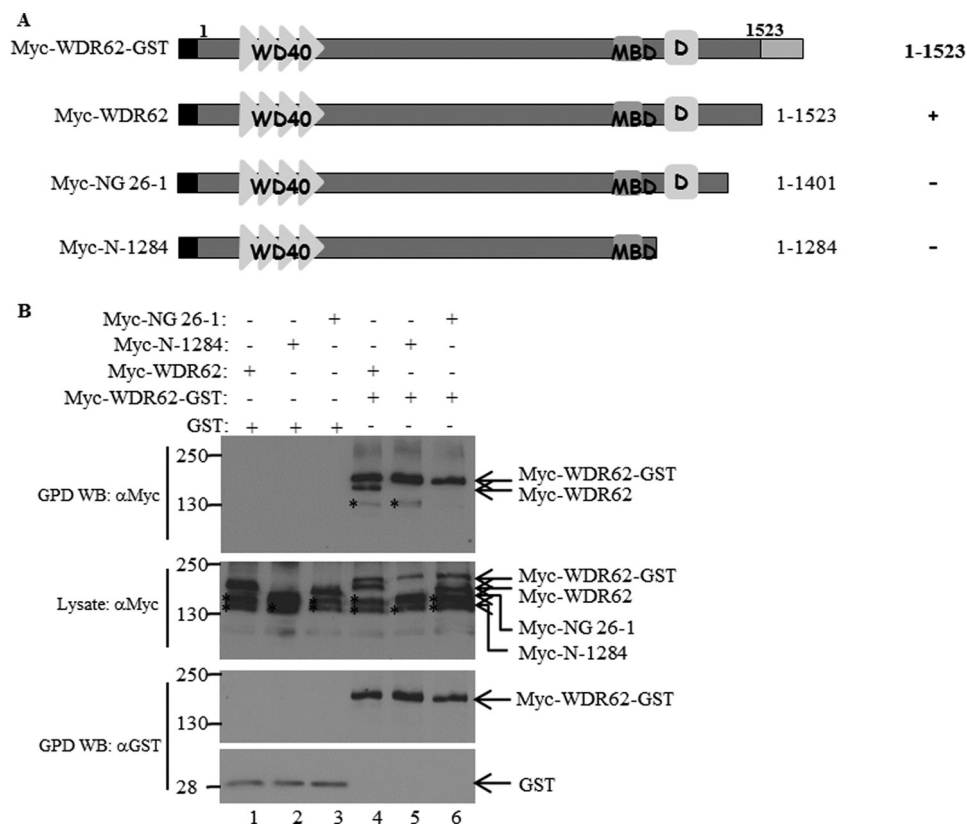 A
1 1523
Myc-WDR62-GST WD40 MBD D 1-1523
Myc-WDR62 WD40 MBD D 1-1523 +
Myc-NG 26-1 WD40 MBD D 1-1401 -
Myc-N-1284 WD40 MBD 1-1284 -
B
Myc-NG 26-1: - - + - - +
Myc-N-1284: - + - - + -
Myc-WDR62: + - - + - -
Myc-WDR62-GST: - - - + + +
GST: + + + - - -
GPD WB: αMyc
250
130
* *
Myc-WDR62-GST
Myc-WDR62
Lysate: αMyc
250
130
* * * * *
* * * *
Myc-WDR62-GST
Myc-WDR62
Myc-NG 26-1
Myc-N-1284
GPD WB: αGST
250
130
28
Myc-WDR62-GST
GST
1 2 3 4 5 6